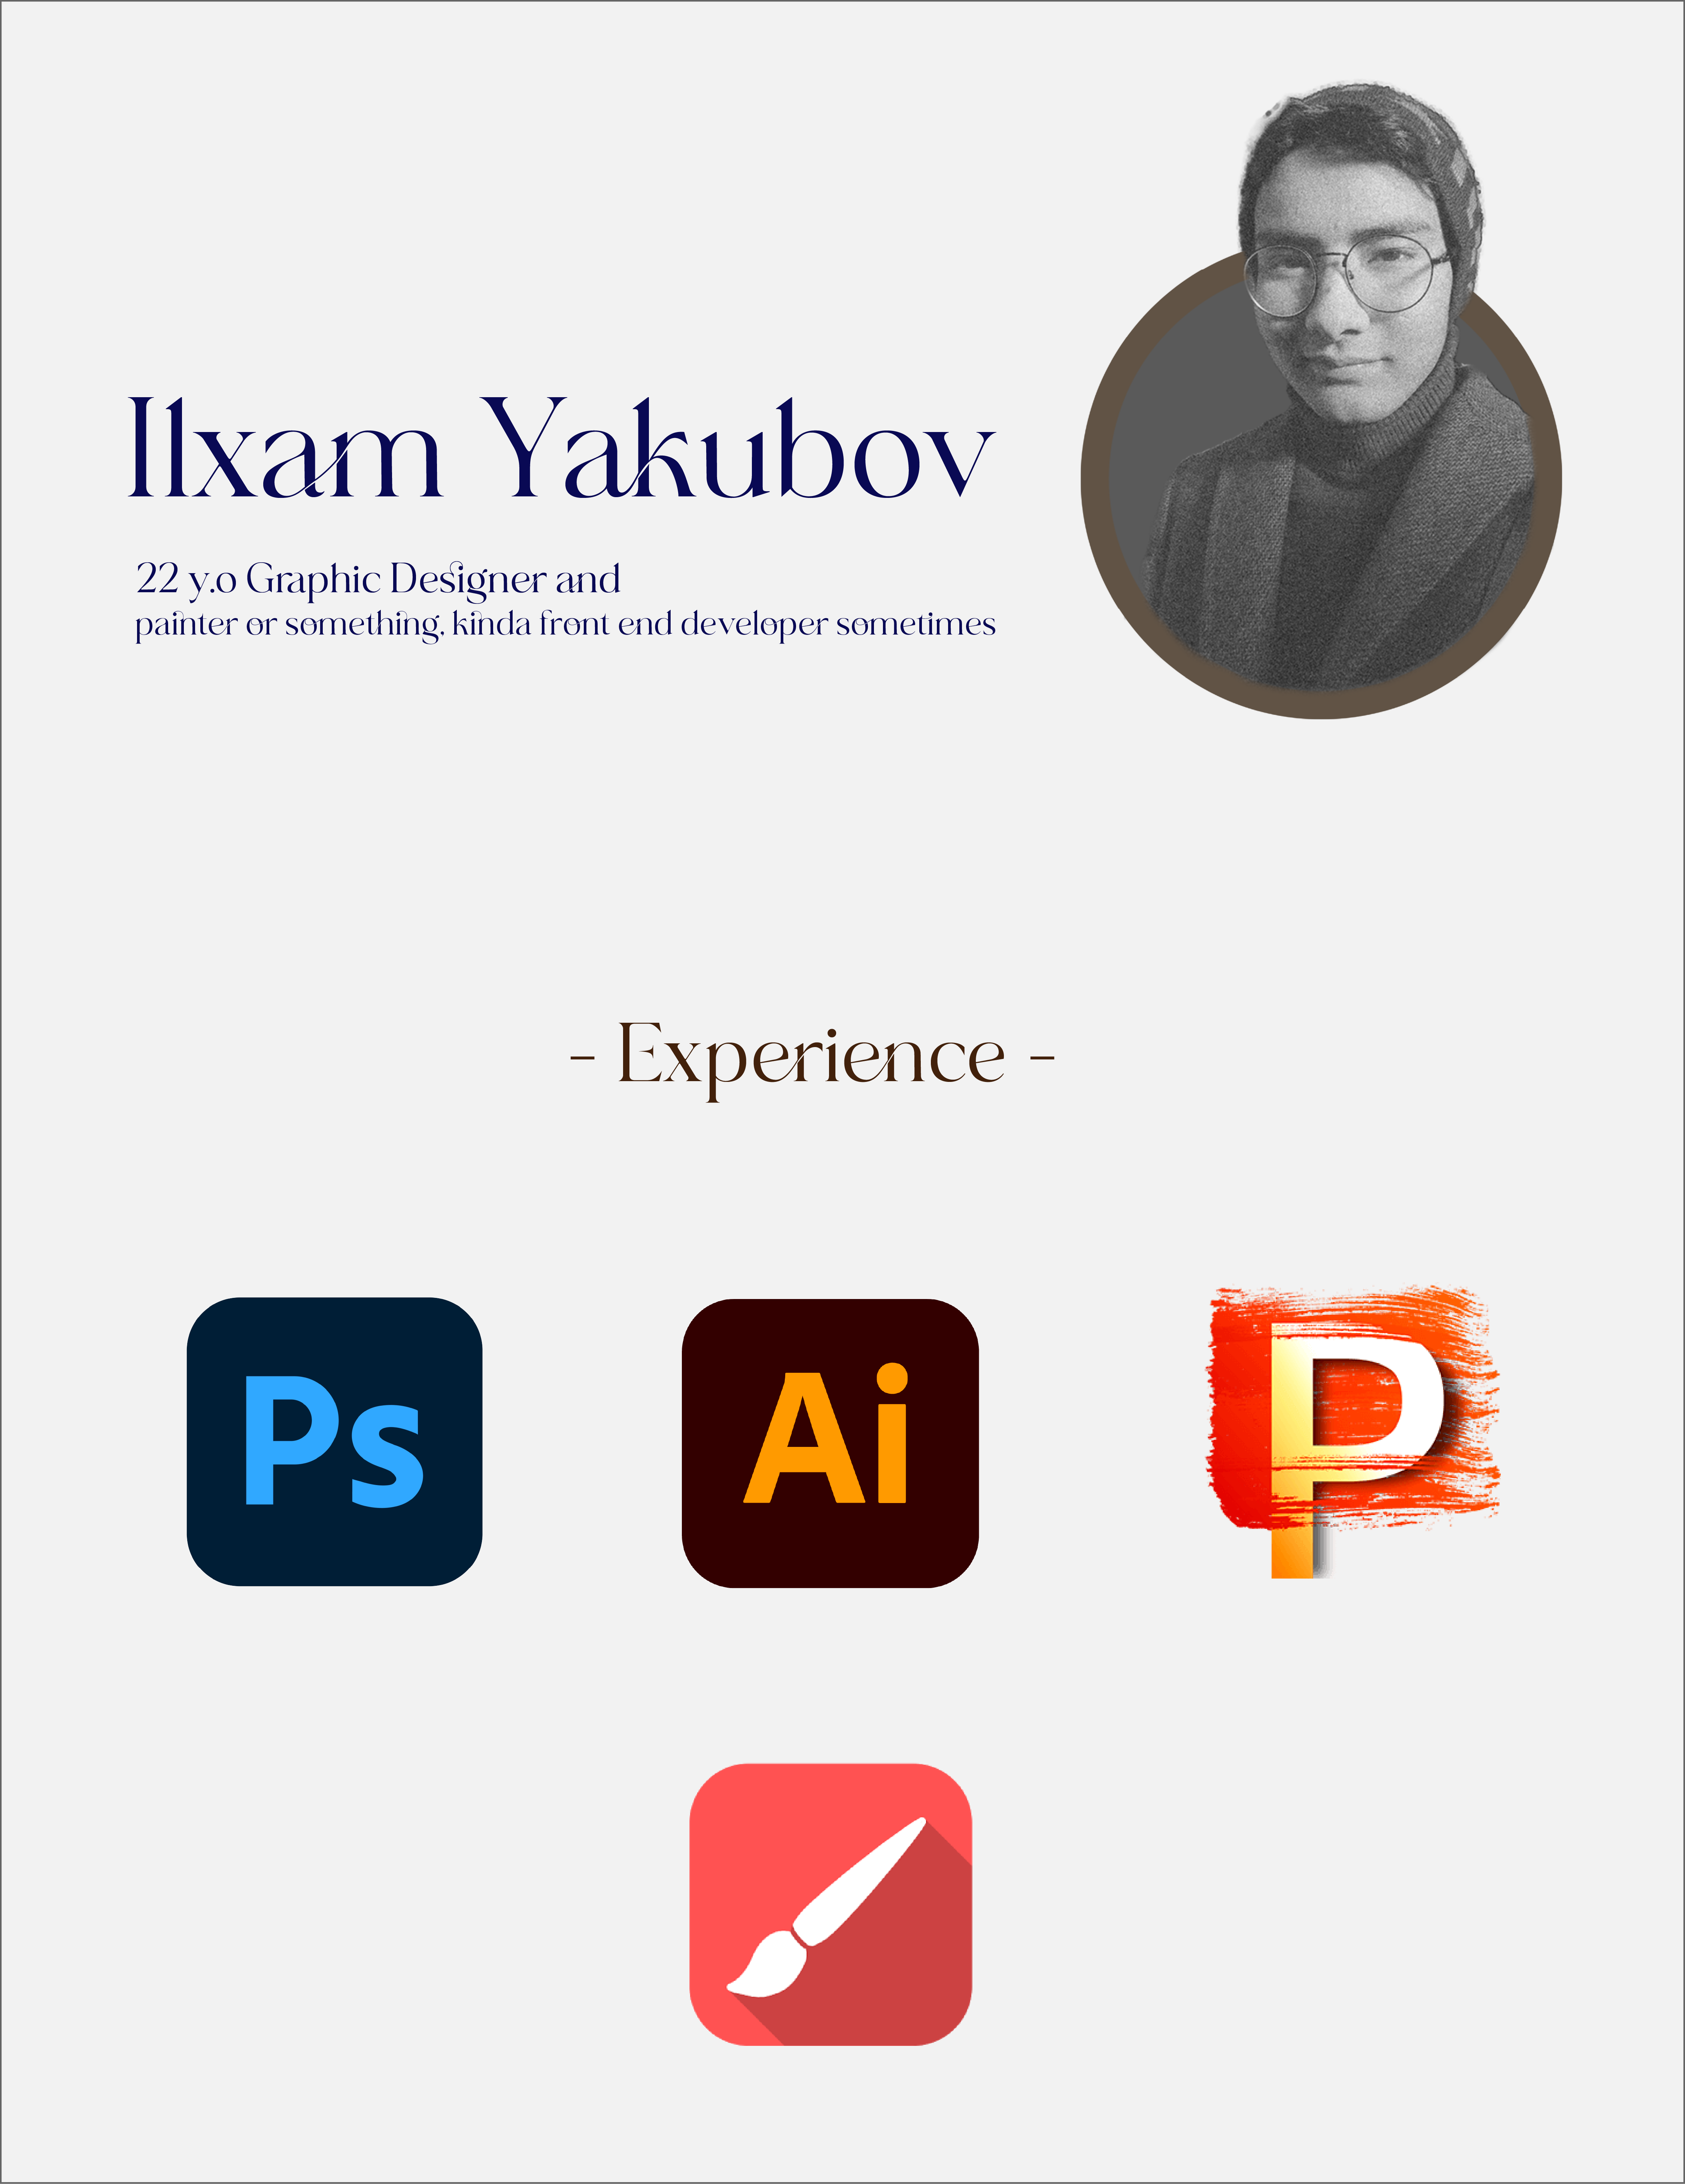 Ilxam Yakubov
22 y.o Graphic Designer and
painter or something, kinda front end developer sometimes
- Experience -
Ps
Ai
P